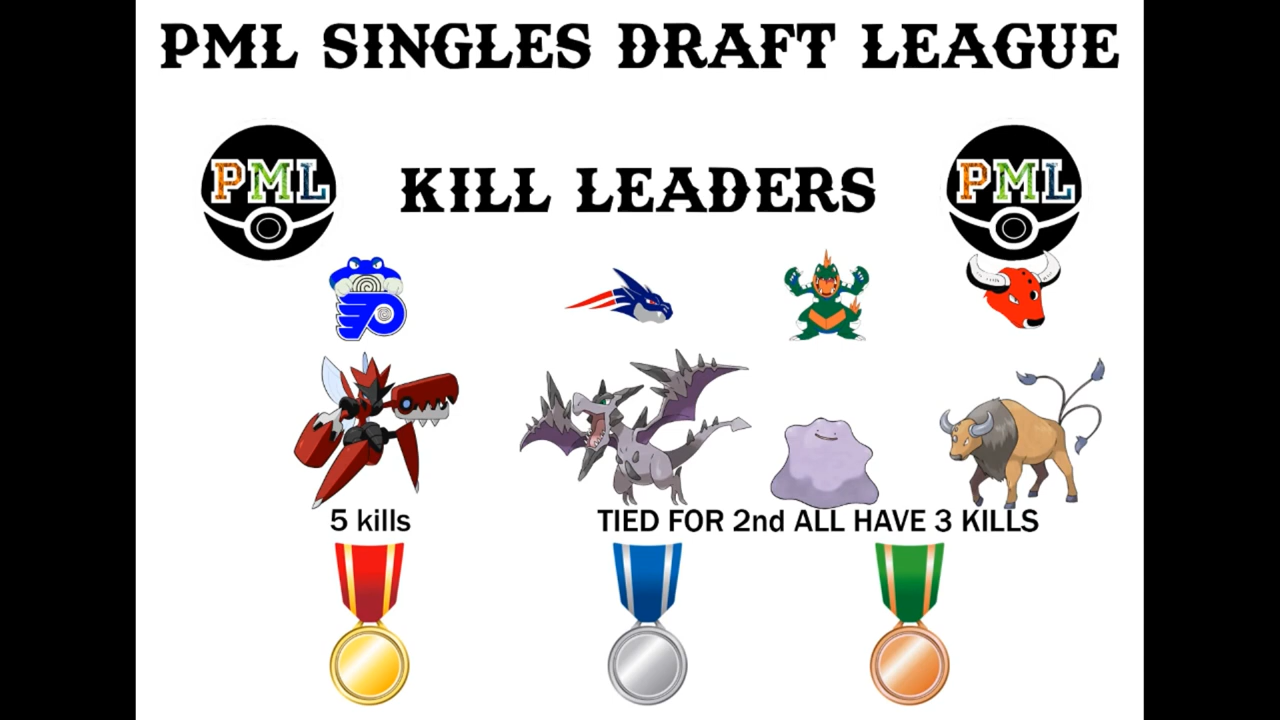 PML SINGLES DRAFT LEAGUE
PML
KILL LEADERS
PML
5 kills
TIED FOR 2nd ALL HAVE 3 KILLS